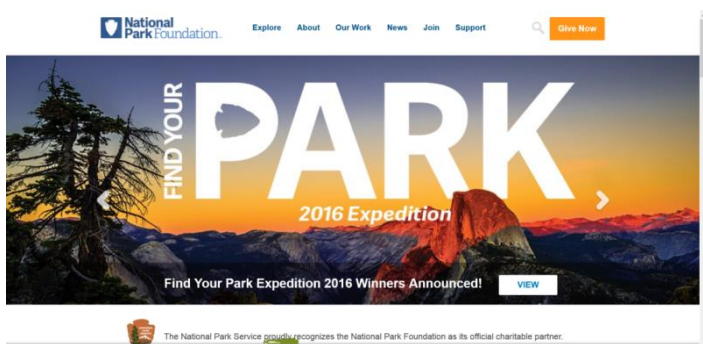 National
Park Foundation.
Explore About Our Work News Join Support
Give Now
FIND YOUR
PARK
2016 Expedition
Find Your Park Expedition 2016 Winners Announced!
VIEW
The National Park Service proudly recognizes the National Park Foundation as its official charitable partner.